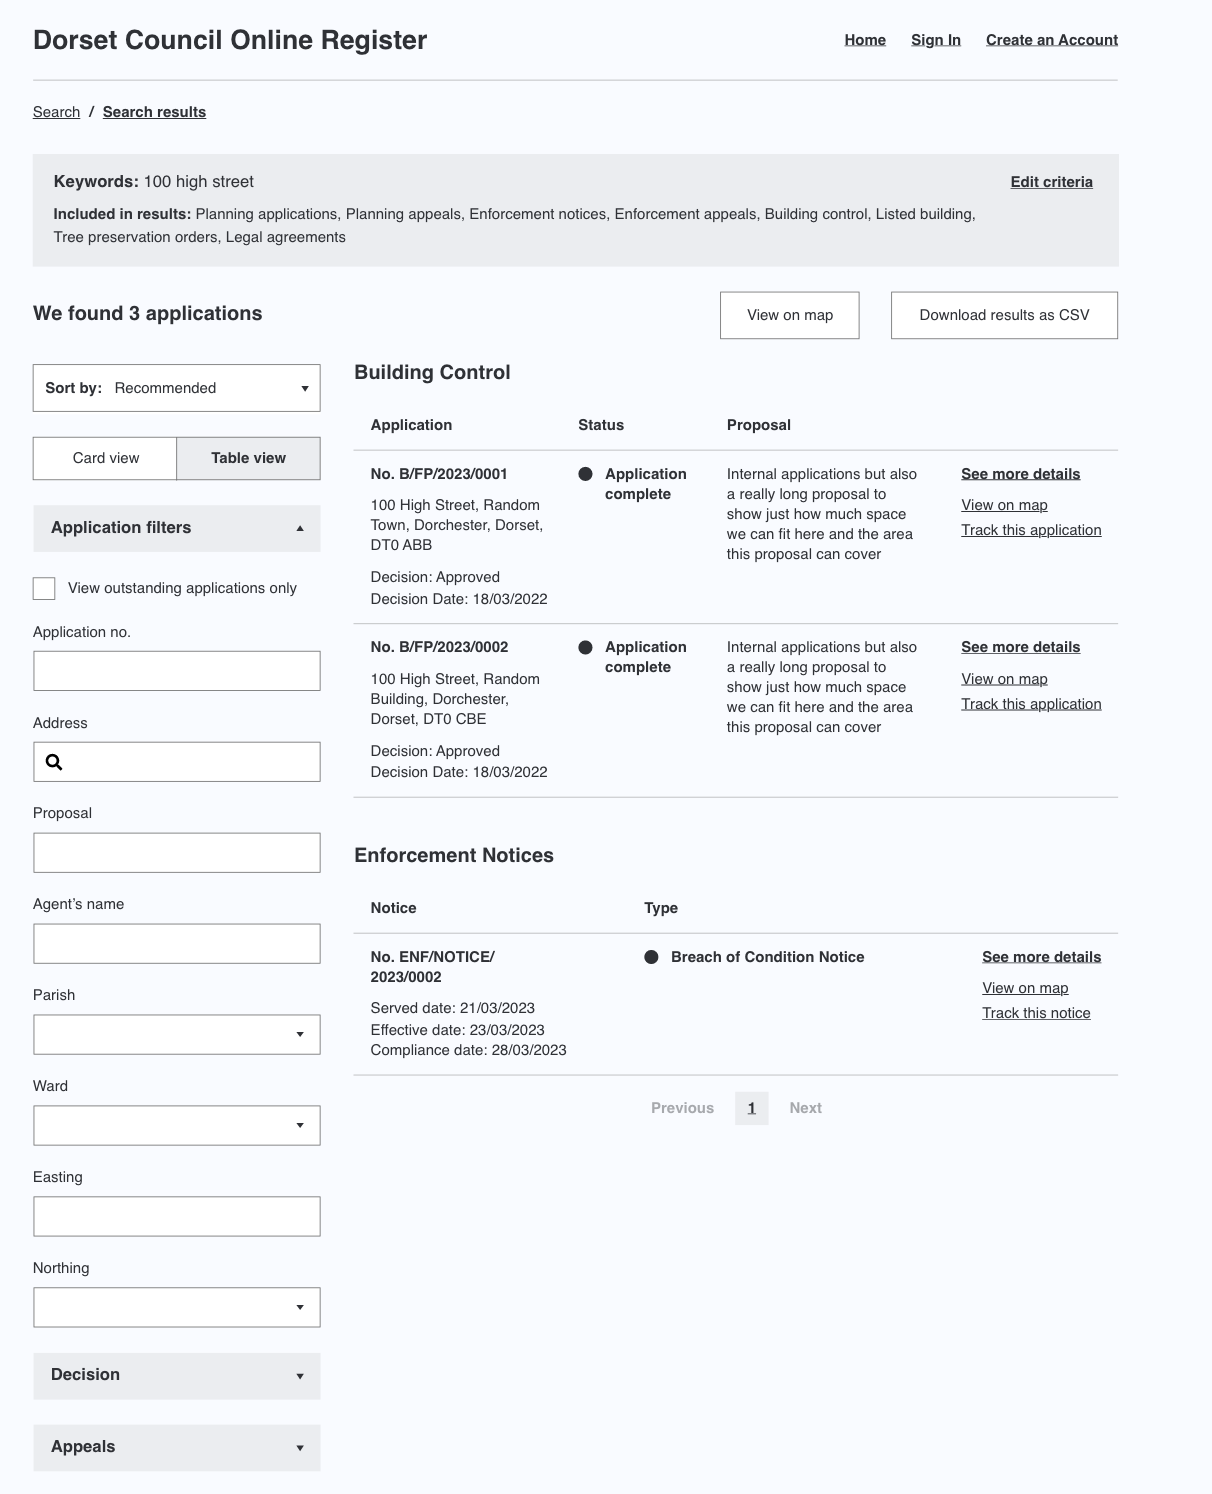 Dorset Council Online Register
Home Sign In Create an Account
Search / Search results
Keywords: 100 high street
Edit criteria
Included in results: Planning applications, Planning appeals, Enforcement notices, Enforcement appeals, Building control, Listed building,
Tree preservation orders, Legal agreements
We found 3 applications
View on map
Download results as CSV
Sort by: Recommended
Card view
Table view
Application filters
View outstanding applications only
Application no.
Address
Proposal
Agent’s name
Parish
Ward
Easting
Northing
Decision
Appeals
Building Control
Application Status Proposal
No. B/FP/2023/0001
100 High Street, Random
Town, Dorchester, Dorset,
DT0 ABB
Decision: Approved
Decision Date: 18/03/2022
Application
complete
Internal applications but also
a really long proposal to
show just how much space
we can fit here and the area
this proposal can cover
See more details
View on map
Track this application
No. B/FP/2023/0002
100 High Street, Random
Building, Dorchester,
Dorset, DT0 CBE
Decision: Approved
Decision Date: 18/03/2022
Application
complete
Internal applications but also
a really long proposal to
show just how much space
we can fit here and the area
this proposal can cover
See more details
View on map
Track this application
Enforcement Notices
Notice Type
No. ENF/NOTICE/
2023/0002
Served date: 21/03/2023
Effective date: 23/03/2023
Compliance date: 28/03/2023
Breach of Condition Notice
See more details
View on map
Track this notice
Previous 1 Next